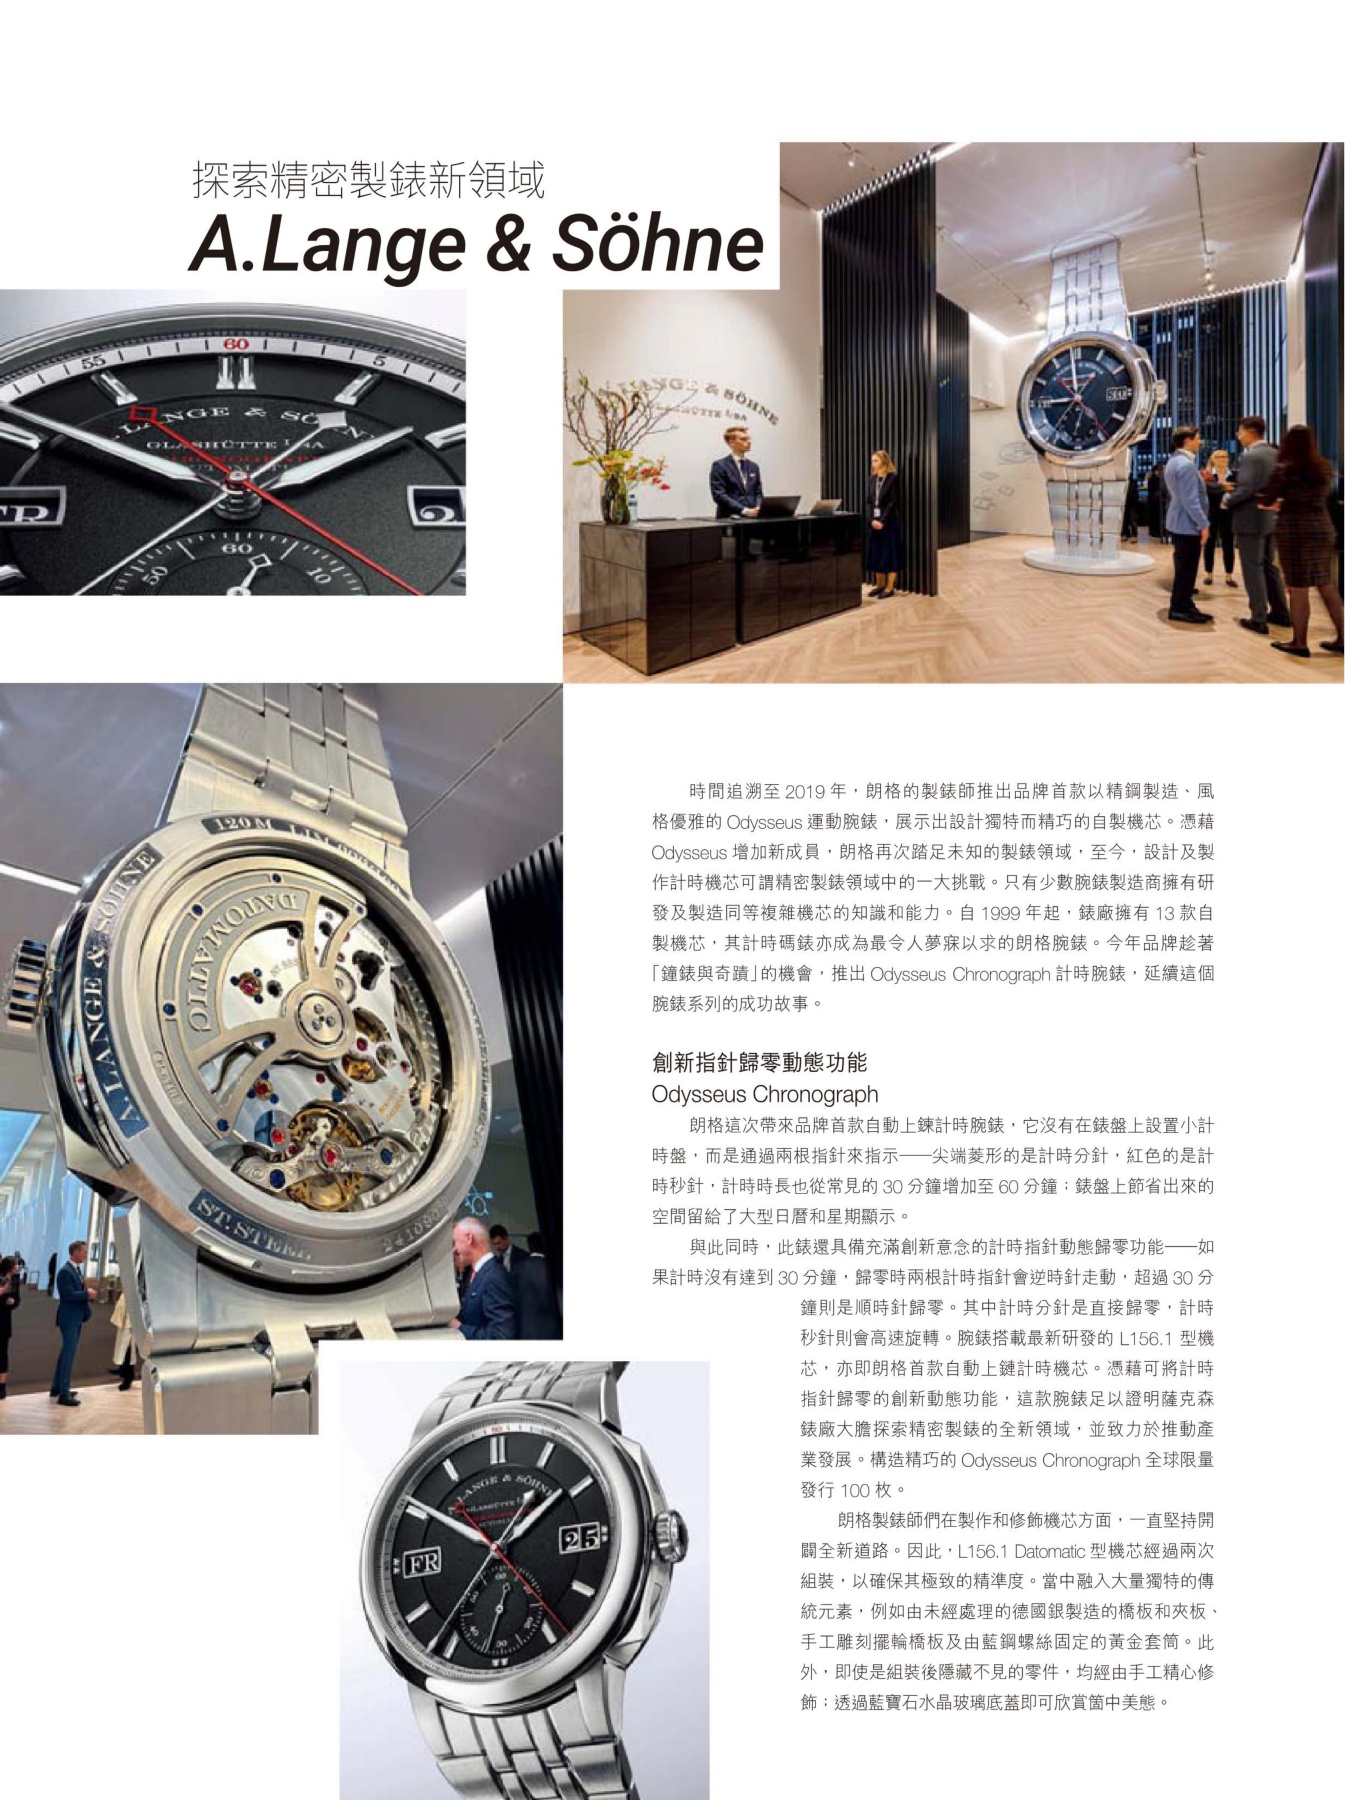 探索精密製錶新領域
A.Lange & Söhne
55
60
5
LANGE & SÖHN
GLASHÜTTE I/SA
CHRONOGRAPH
AUTOMATIK
FR
2
50
60
10
LANGE & SÖHNE
GLASHÜTTE I/SA
120M
A.LANGE & SÖHNE
DATOMATIC
ST.STEEL
時間追溯至 2019 年，朗格的製錶師推出品牌首款以精鋼製造、風
格優雅的 Odysseus 運動腕錶，展示出設計獨特而精巧的自製機芯。憑藉
Odysseus 增加新成員，朗格再次踏足未知的製錶領域，至今，設計及製
作計時機芯可謂精密製錶領域中的一大挑戰。只有少數腕錶製造商擁有研
發及製造同等複雜機芯的知識和能力。自 1999 年起，錶廠擁有 13 款自
製機芯，其計時碼錶亦成為最令人夢寐以求的朗格腕錶。今年品牌趁著
「鐘錶與奇蹟」的機會，推出 Odysseus Chronograph 計時腕錶，延續這個
腕錶系列的成功故事。
創新指針歸零動態功能
Odysseus Chronograph
朗格這次帶來品牌首款自動上鍊計時腕錶，它沒有在錶盤上設置小計
時盤，而是通過兩根指針來指示——尖端菱形的是計時分針，紅色的是計
時秒針，計時時長也從常見的 30 分鐘增加至 60 分鐘；錶盤上節省出來的
空間留給了大型日曆和星期顯示。
與此同時，此錶還具備充滿創新意念的計時指針動態歸零功能——如
果計時沒有達到 30 分鐘，歸零時兩根計時指針會逆時針走動，超過 30 分
鐘則是順時針歸零。其中計時分針是直接歸零，計時
秒針則會高速旋轉。腕錶搭載最新研發的 L156.1 型機
芯，亦即朗格首款自動上鏈計時機芯。憑藉可將計時
指針歸零的創新動態功能，這款腕錶足以證明薩克森
錶廠大膽探索精密製錶的全新領域，並致力於推動產
業發展。構造精巧的 Odysseus Chronograph 全球限量
發行 100 枚。
朗格製錶師們在製作和修飾機芯方面，一直堅持開
闢全新道路。因此，L156.1 Datomatic 型機芯經過兩次
組裝，以確保其極致的精準度。當中融入大量獨特的傳
統元素，例如由未經處理的德國銀製造的橋板和夾板、
手工雕刻擺輪橋板及由藍鋼螺絲固定的黃金套筒。此
外，即使是組裝後隱藏不見的零件，均經由手工精心修
飾；透過藍寶石水晶玻璃底蓋即可欣賞箇中美態。
LANGE & SÖHNE
GLASHÜTTE I/SA
FR
25
60
30